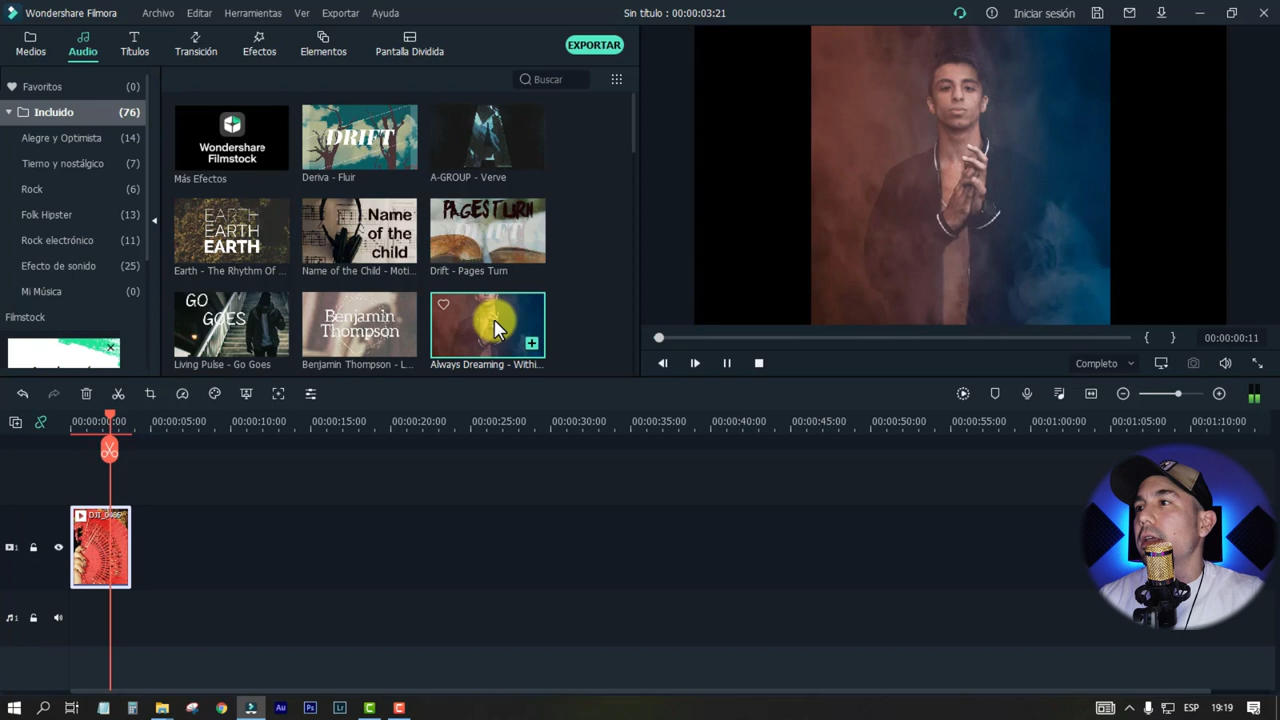 Wondershare Filmora
Archivo Editar Herramientas Ver Exportar Ayuda
Sin título : 00:00:03:21
Iniciar sesión
Medios Audio Títulos Transición Efectos Elementos Pantalla Dividida
EXPORTAR
Favoritos (0)
Buscar
Incluido (76)
Alegre y Optimista (14)
Tierno y nostálgico (7)
Rock (6)
Folk Hipster (13)
Rock electrónico (11)
Efecto de sonido (25)
Mi Música (0)
Filmstock
Wondershare
Filmstock
DRIFT
A
Más Efectos
Deriva - Fluir
A-GROUP - Verve
EARTH
EARTH
EARTH
Name
of the
child
PAGES TURN
Earth - The Rhythm Of ...
Name of the Child - Moti...
Drift - Pages Turn
GO
GOES
Benjamin
Thompson
Living Pulse - Go Goes
Benjamin Thompson - L...
Always Dreaming - Withi...
00:00:00:11
Completo
00:00:00:00 00:00:05:00 00:00:10:00 00:00:15:00 00:00:20:00 00:00:25:00 00:00:30:00 00:00:35:00 00:00:40:00 00:00:45:00 00:00:50:00 00:00:55:00 00:01:00:00 00:01:05:00 00:01:10:00
1
1
Au Ps Lr
ESP 19:19